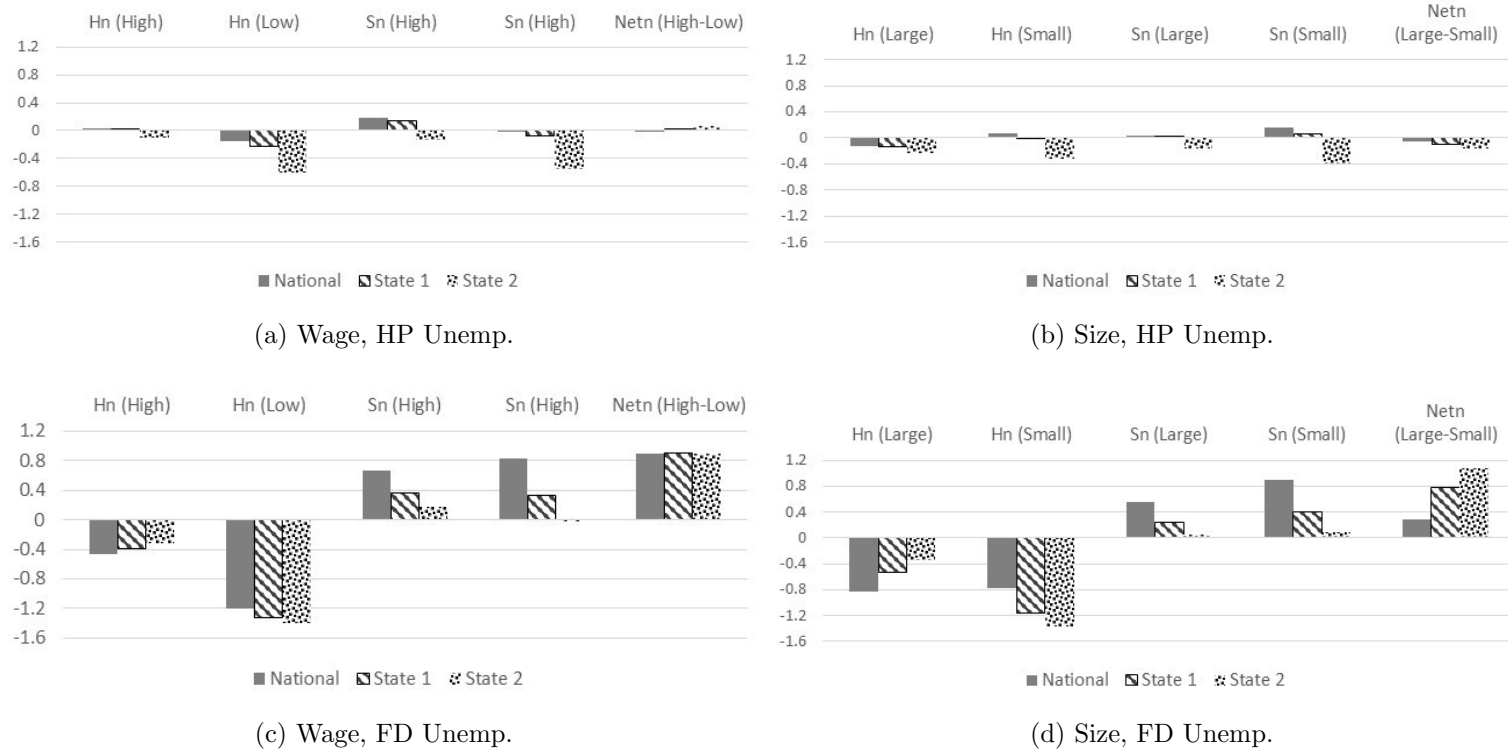 Hn (High) Hn (Low) Sn (High) Sn (High) Netn (High-Low)
1.2
0.8
0.4
0
-0.4
-0.8
-1.2
-1.6
National State 1 State 2
(a) Wage, HP Unemp.
Netn
Hn (Large) Hn (Small) Sn (Large) Sn (Small) (Large-Small)
1.2
0.8
0.4
0
-0.4
-0.8
-1.2
-1.6
National State 1 State 2
(b) Size, HP Unemp.
Hn (High) Hn (Low) Sn (High) Sn (High) Netn (High-Low)
1.2
0.8
0.4
0
-0.4
-0.8
-1.2
-1.6
National State 1 State 2
(c) Wage, FD Unemp.
Netn
Hn (Large) Hn (Small) Sn (Large) Sn (Small) (Large-Small)
1.2
0.8
0.4
0
-0.4
-0.8
-1.2
-1.6
National State 1 State 2
(d) Size, FD Unemp.